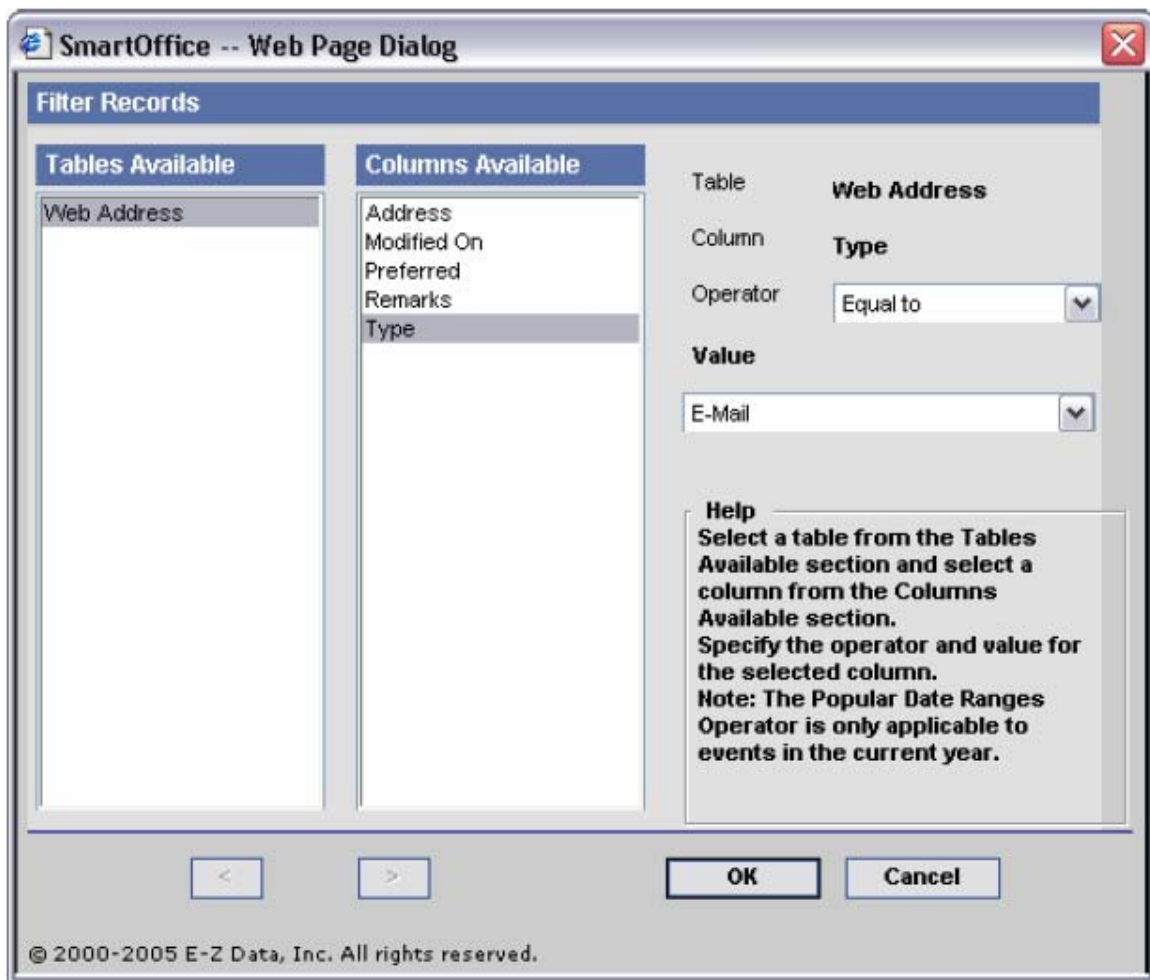 SmartOffice -- Web Page Dialog
Filter Records
Tables Available
Web Address
Columns Available
Address
Modified On
Preferred
Remarks
Type
Table Web Address
Column Type
Operator Equal to
Value
E-Mail
Help
Select a table from the Tables
Available section and select a
column from the Columns
Available section.
Specify the operator and value for
the selected column.
Note: The Popular Date Ranges
Operator is only applicable to
events in the current year.
< > OK Cancel
© 2000-2005 E-Z Data, Inc. All rights reserved.